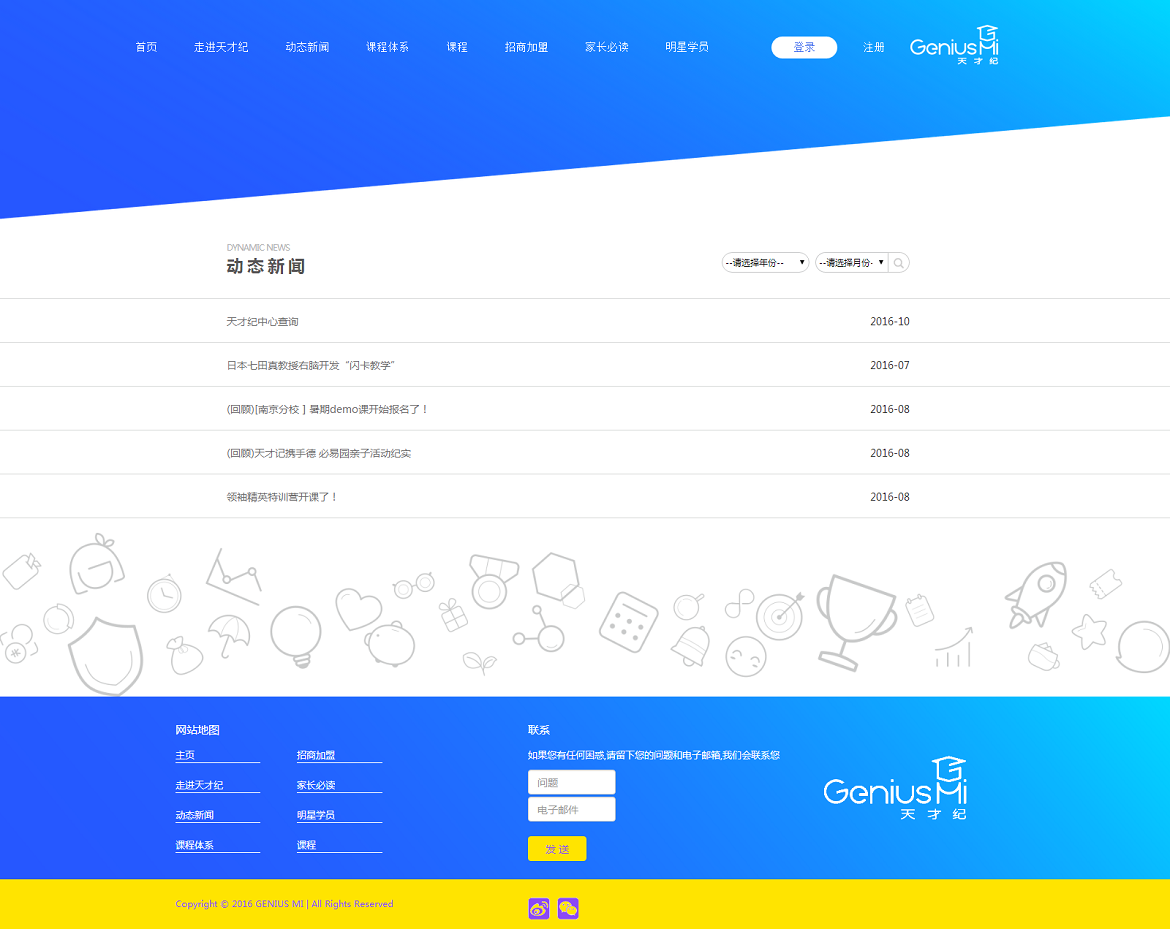 首页 走进天才纪 动态新闻 课程体系 课程 招商加盟 家长必读 明星学员 登录 注册 GeniusMi
天才纪
DYNAMIC NEWS
动态新闻
--请选择年份-- --请选择月份-
天才纪中心查询 2016-10
日本七田真教授右脑开发“闪卡教学” 2016-07
(回顾)[南京分校］暑期demo课开始报名了！ 2016-08
(回顾)天才记携手德 必易园亲子活动纪实 2016-08
领袖精英特训营开课了！ 2016-08
网站地图
主页 招商加盟
走进天才纪 家长必读
动态新闻 明星学员
课程体系 课程
联系
如果您有任何困惑,请留下您的问题和电子邮箱,我们会联系您
问题
电子邮件
发 送
GeniusMi
天才纪
Copyright © 2016 GENIUS MI | All Rights Reserved